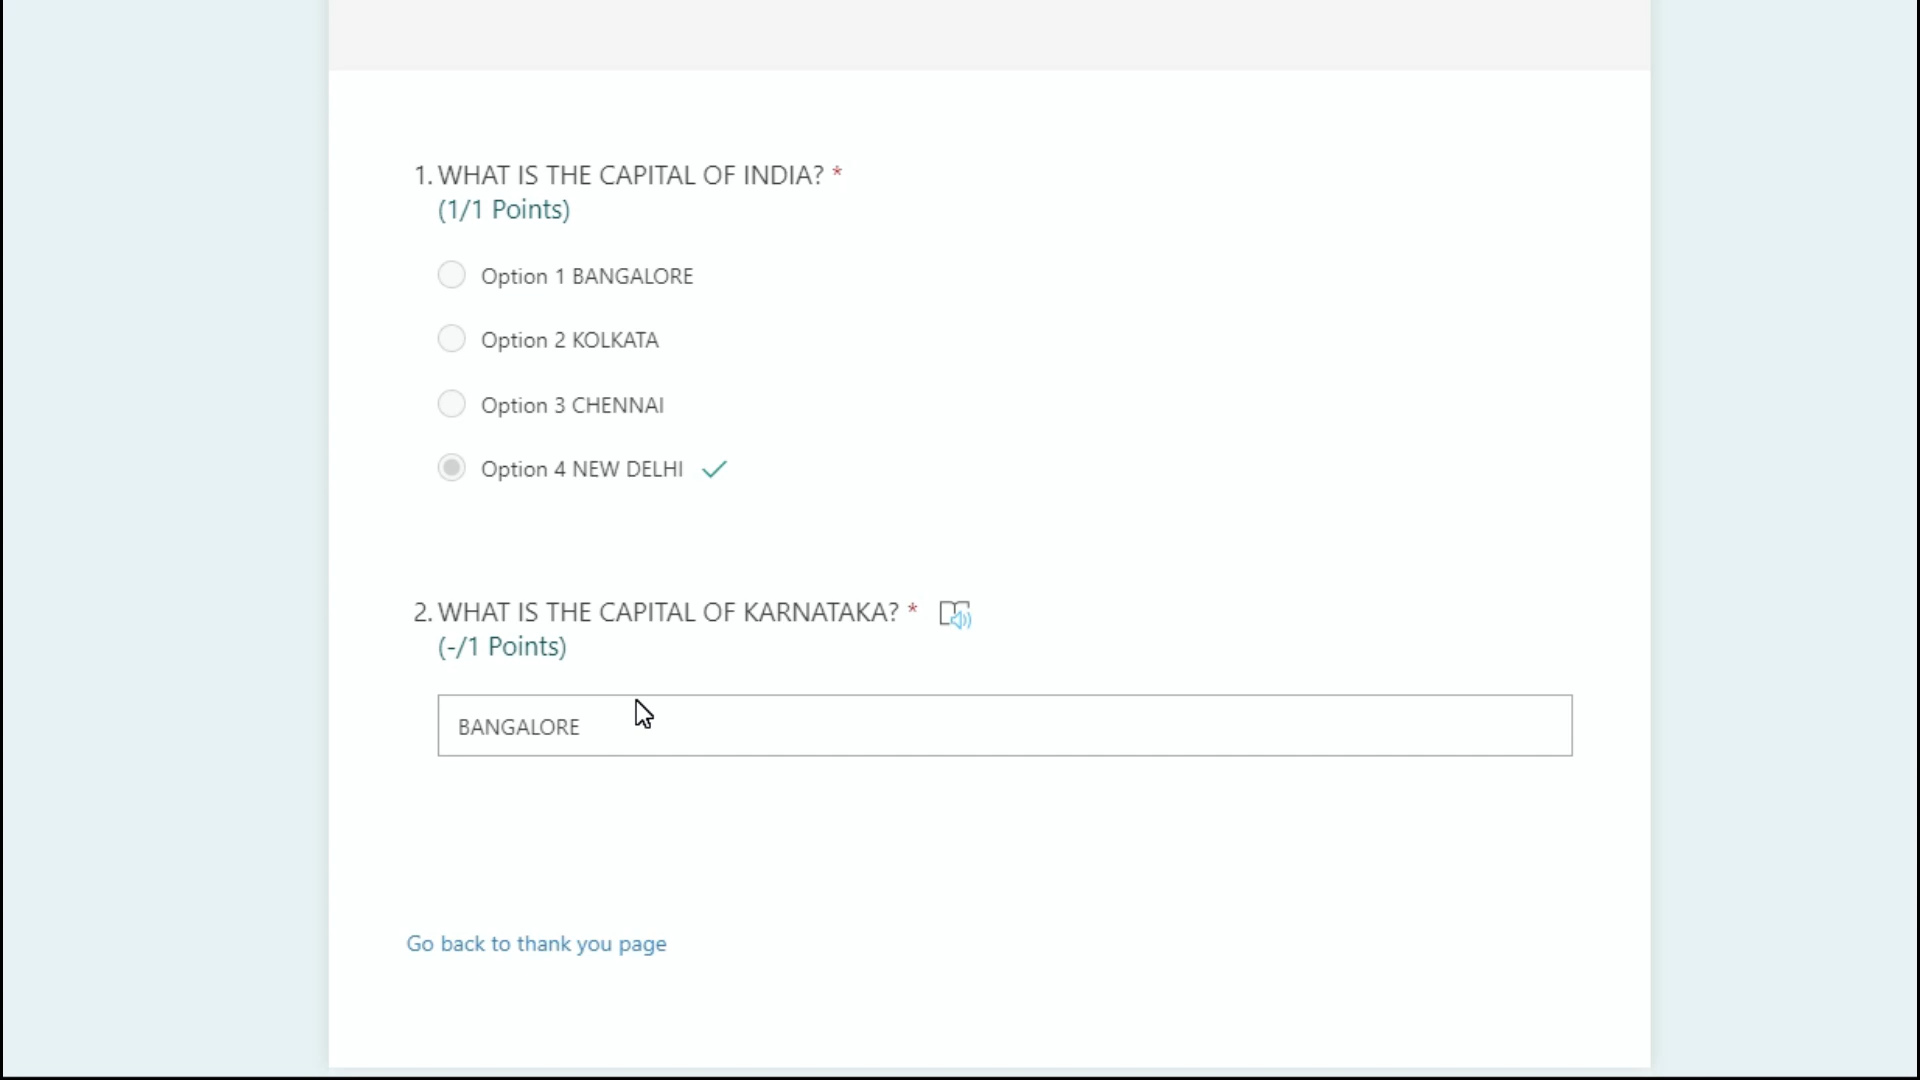 1. WHAT IS THE CAPITAL OF INDIA? *
(1/1 Points)
Option 1 BANGALORE
Option 2 KOLKATA
Option 3 CHENNAI
Option 4 NEW DELHI
2. WHAT IS THE CAPITAL OF KARNATAKA? *
(-/1 Points)
BANGALORE
Go back to thank you page